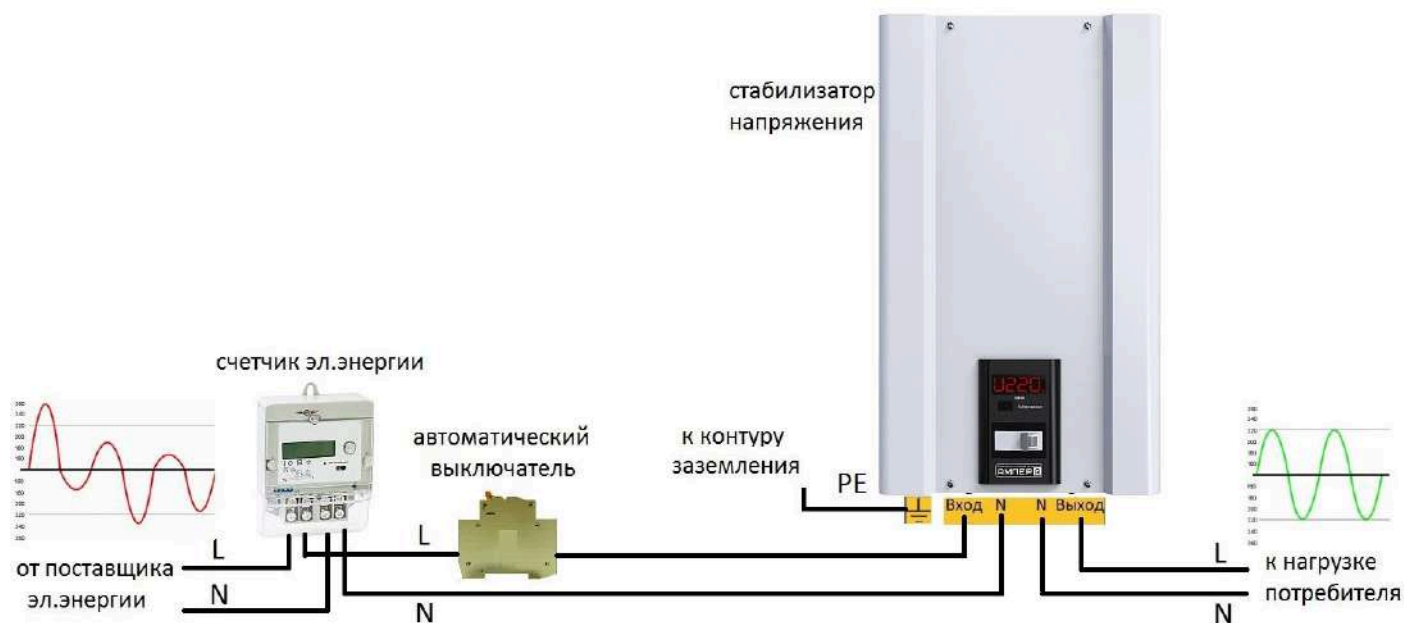 стабилизатор
напряжения
U220
АМПЕР
счетчик эл.энергии
автоматический
выключатель
к контуру
заземления
PE
Вход N N Выход
L
L
L
от поставщика
эл.энергии
N
N
к нагрузке
потребителя
N